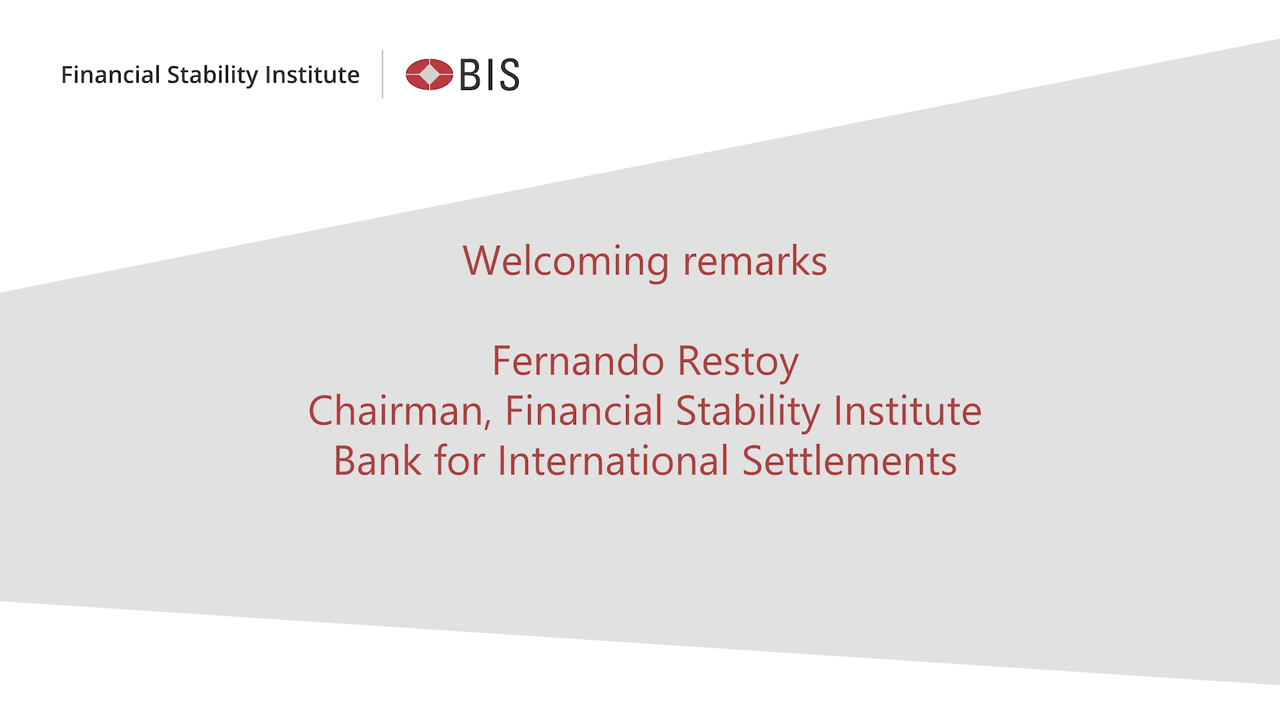 Financial Stability Institute
BIS
Welcoming remarks
Fernando Restoy
Chairman, Financial Stability Institute
Bank for International Settlements